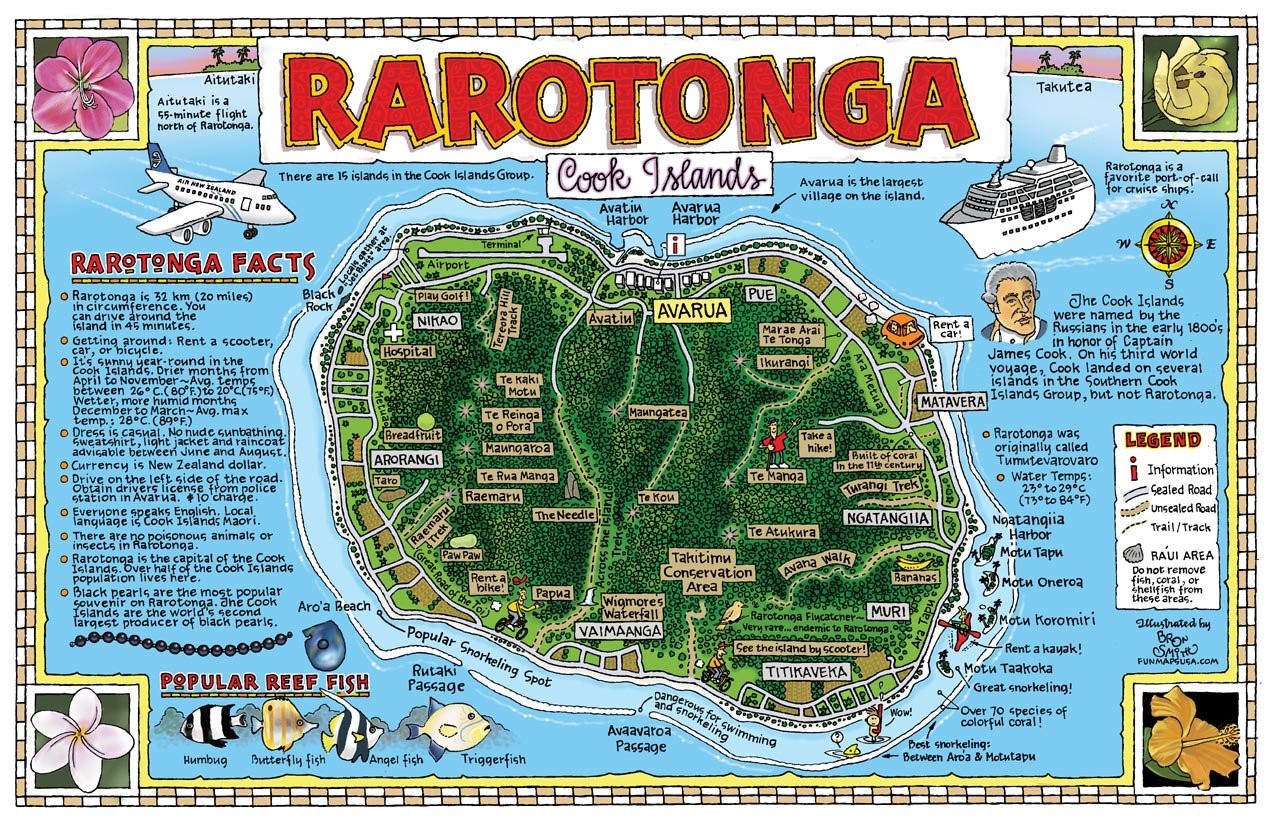 RAROTONGA
Cook Islands
Aitutaki
Aitutaki is a
55-minute flight
north of Rarotonga.
AIR NEW ZEALAND
There are 15 islands in the Cook Islands Group.
Takutea
Rarotonga is a
favorite port-of-call
for cruise ships!
Avarua is the largest
village on the island.
Avatiu
Harbor
Avarua
Harbor
i
N
W
E
S
RAROTONGA FACTS
Rarotonga is 32 km (20 miles)
in circumference. You
can drive around the
island in 45 minutes.
Getting around: Rent a scooter,
car, or bicycle.
It's sunny year-round in the
Cook Islands. Drier months from
April to November~Avg. temps
between 26°C.(80°F.) to 20°C.(75°F.)
Wetter, more humid months
December to March~Avg. max
temp.: 28°C.(89°F.)
Dress is casual. No nude sunbathing.
Sweatshirt, light jacket and raincoat
advisable between June and August.
Currency is New Zealand dollar.
Drive on the left side of the road.
Obtain drivers license from police
station in Avarua. $10 charge.
Everyone speaks English. Local
language is Cook Islands Maori.
There are no poisonous animals or
insects in Rarotonga.
Rarotonga is the capital of the Cook
Islands. Over half of the Cook Islands
population lives here.
Black pearls are the most popular
souvenir on Rarotonga. The Cook
Islands are the world's second
largest producer of black pearls.
POPULAR REEF FISH
Humbug
Butterfly fish
Angel fish
Triggerfish
Locals gather at
"Jet Blast" area.
Black
Rock
Terminal
Airport
Play Golf!
NIKAO
Hospital
Tereora Hill
Track
Avatiu
AVARUA
PUE
Marae Arai
Te Tonga
Ikurangi
Rent a
car!
Ara Metua
MATAVERA
Te Kaki
Motu
Te Reinga
o Pora
Maungaroa
Te Rua Manga
Raemaru
Maungatea
Breadfruit
ARORANGI
Taro
Raemaru
Trek
Paw Paw
Rent a
bike!
Papua
The Needle
Te Kou
Take a
hike!
Te Manga
Built of coral
in the 11th century
Turangi Trek
NGATANGIIA
Te Atukura
Takitimu
Conservation
Area
Avana Walk
Bananas
Wigmores
Waterfall
VAIMAANGA
Rarotonga Flycatcher~
Very rare... endemic to Rarotonga.
MURI
See the island by scooter!
TITIKAVEKA
Aro'a Beach
Popular Snorkeling Spot
Rutaki
Passage
Avaavaroa
Passage
Dangerous for swimming
and snorkeling
Wow!
Best snorkeling:
Between Aroa & Motutapu
Over 70 species of
colorful coral!
Great snorkeling!
Motu Taakoka
Rent a kayak!
Motu Koromiri
Motu Oneroa
Motu Tapu
Ngatangiia
Harbor
The Cook Islands
were named by the
Russians in the early 1800's
in honor of Captain
James Cook. On his third world
voyage, Cook landed on several
islands in the Southern Cook
Islands Group, but not Rarotonga.
Rarotonga was
originally called
Tumutevarovaro
Water Temps:
23° to 29°C
(73° to 84°F)
LEGEND
i Information
Sealed Road
Unsealed Road
Trail/Track
RA'UI AREA
Do not remove
fish, coral, or
shellfish from
these areas.
Illustrated by
BRON
SMITH
FUNMAPSUSA.COM